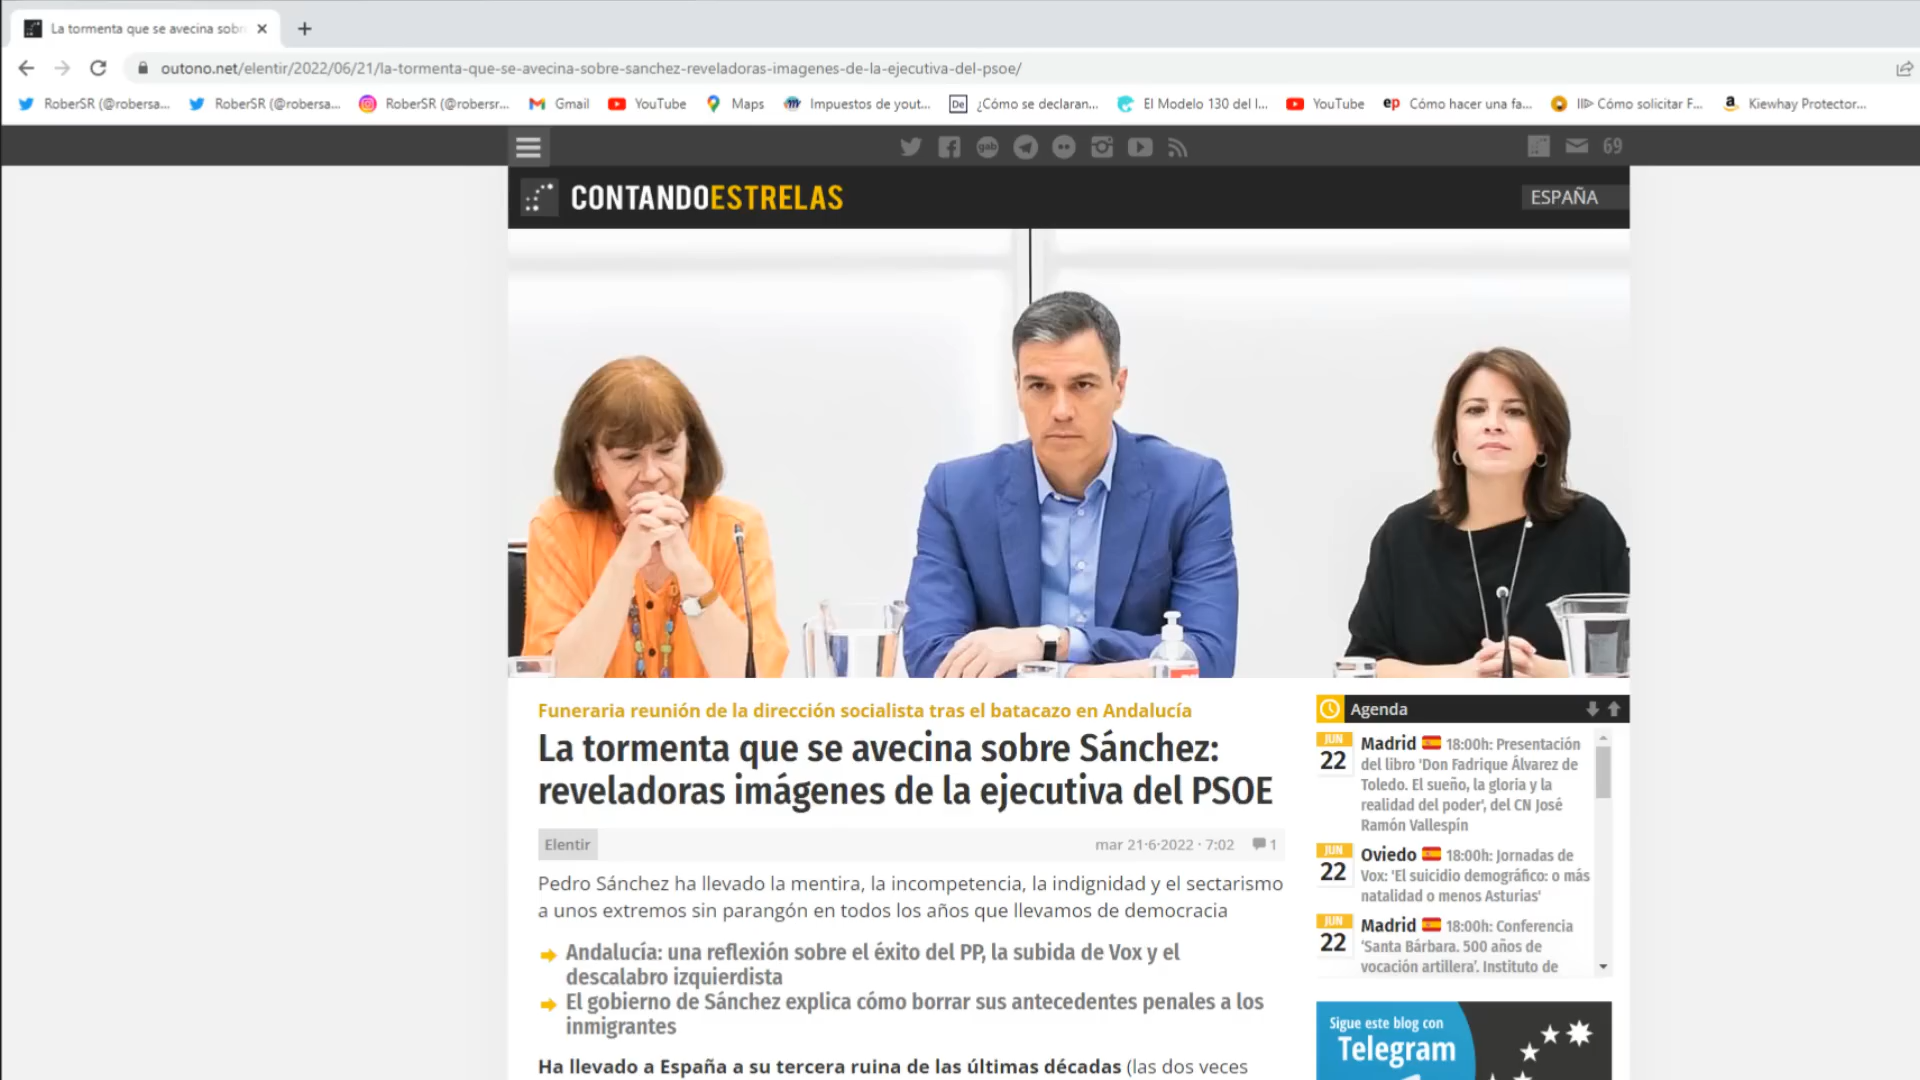 La tormenta que se avecina sobr
outono.net/elentir/2022/06/21/la-tormenta-que-se-avecina-sobre-sanchez-reveladoras-imagenes-de-la-ejecutiva-del-psoe/
RoberSR (@robersa... RoberSR (@robersa... RoberSR (@robersr... Gmail YouTube Maps Impuestos de yout... De ¿Cómo se declaran... El Modelo 130 del I... YouTube ep Cómo hacer una fa... II▷ Cómo solicitar F... a Kiewhay Protector...
gab 69
CONTANDOESTRELAS
ESPAÑA
Funeraria reunión de la dirección socialista tras el batacazo en Andalucía
La tormenta que se avecina sobre Sánchez:
reveladoras imágenes de la ejecutiva del PSOE
Elentir mar 21·6·2022 · 7:02 1
Pedro Sánchez ha llevado la mentira, la incompetencia, la indignidad y el sectarismo
a unos extremos sin parangón en todos los años que llevamos de democracia
Andalucía: una reflexión sobre el éxito del PP, la subida de Vox y el
descalabro izquierdista
El gobierno de Sánchez explica cómo borrar sus antecedentes penales a los
inmigrantes
Ha llevado a España a su tercera ruina de las últimas décadas (las dos veces
Agenda
JUN
22
Madrid 18:00h: Presentación
del libro 'Don Fadrique Álvarez de
Toledo. El sueño, la gloria y la
realidad del poder', del CN José
Ramón Vallespín
JUN
22
Oviedo 18:00h: Jornadas de
Vox: 'El suicidio demográfico: o más
natalidad o menos Asturias'
JUN
22
Madrid 18:00h: Conferencia
'Santa Bárbara. 500 años de
vocación artillera'. Instituto de
Sigue este blog con
Telegram